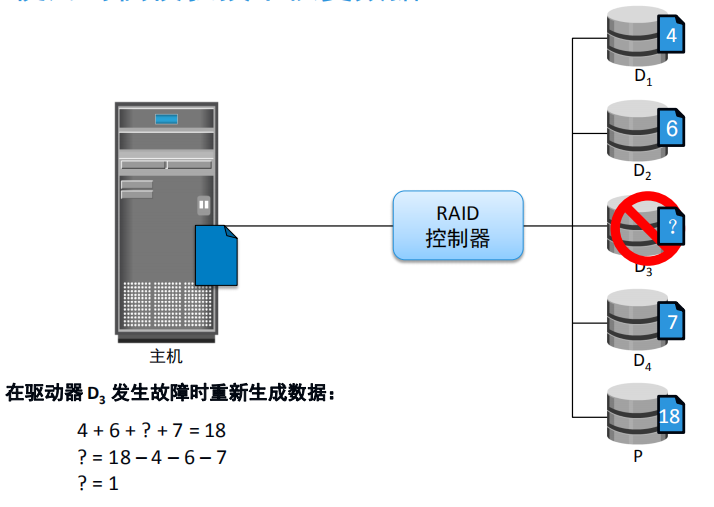 4
D1
6
D2
RAID
控制器
?
D3
7
D4
18
P
主机
在驱动器 D3 发生故障时重新生成数据：
4 + 6 + ? + 7 = 18
? = 18 – 4 – 6 – 7
? = 1